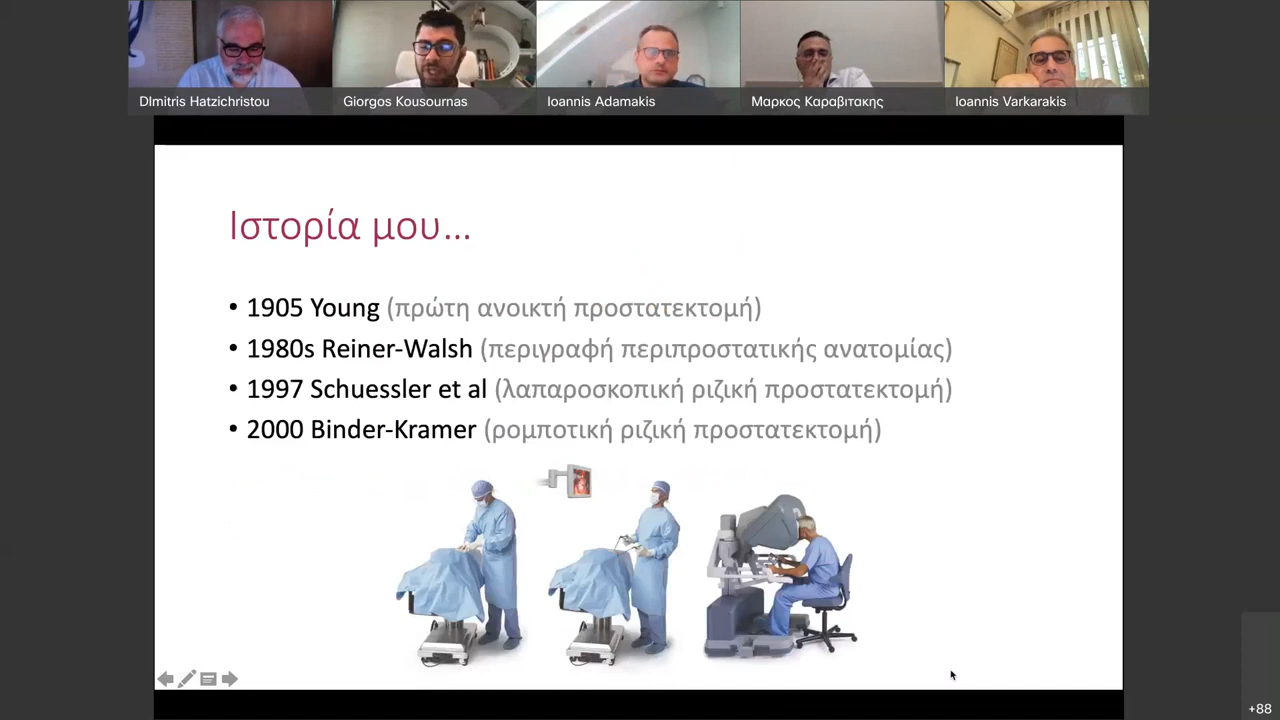 DImitris Hatzichristou
Giorgos Kousournas
Ioannis Adamakis
Μαρκος Καραβιτακης
Ioannis Varkarakis
Ιστορία μου...
• 1905 Young (πρώτη ανοικτή προστατεκτομή)
• 1980s Reiner-Walsh (περιγραφή περιπροστατικής ανατομίας)
• 1997 Schuessler et al (λαπαροσκοπική ριζική προστατεκτομή)
• 2000 Binder-Kramer (ρομποτική ριζική προστατεκτομή)
+88